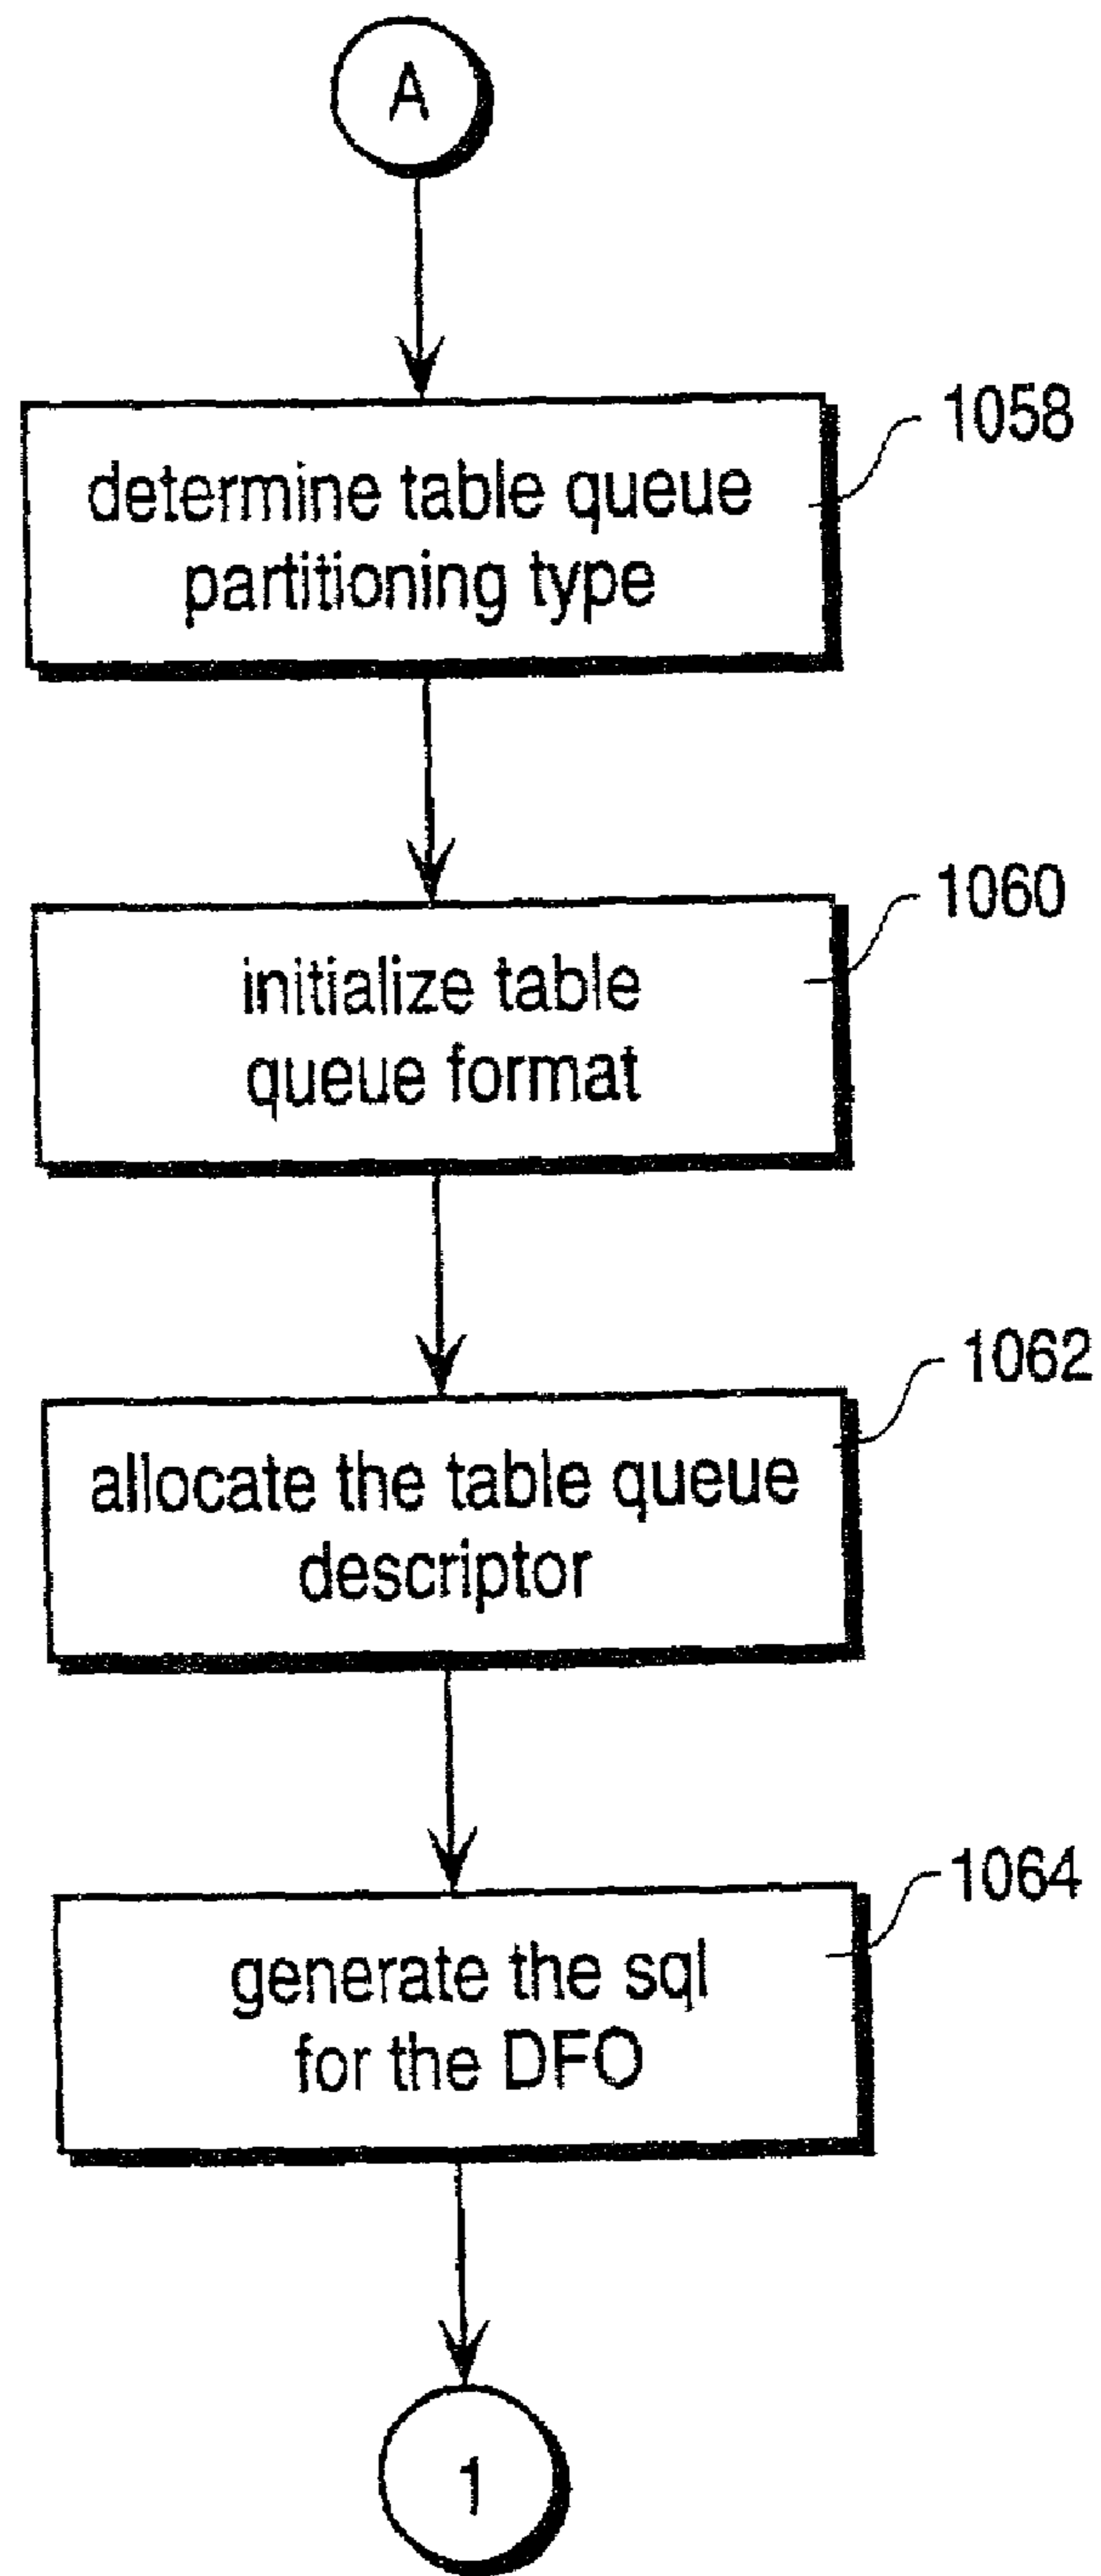 A
1058
determine table queue
partitioning type
1060
initialize table
queue format
1062
allocate the table queue
descriptor
1064
generate the sql
for the DFO
1